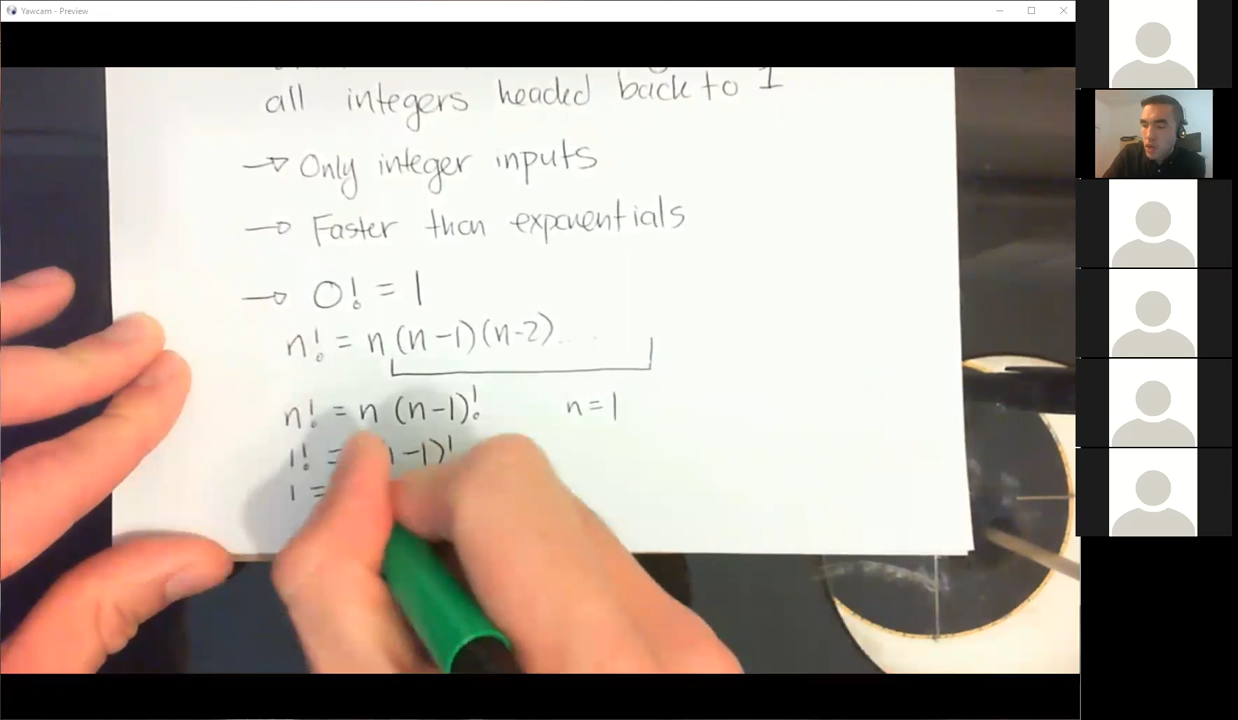 Yawcam - Preview
all integers headed back to 1
→ Only integer inputs
→ Faster than exponentials
→ 0! = 1
n! = n (n-1)(n-2)....
n! = n (n-1)! n=1
1! = -1)!
1 =